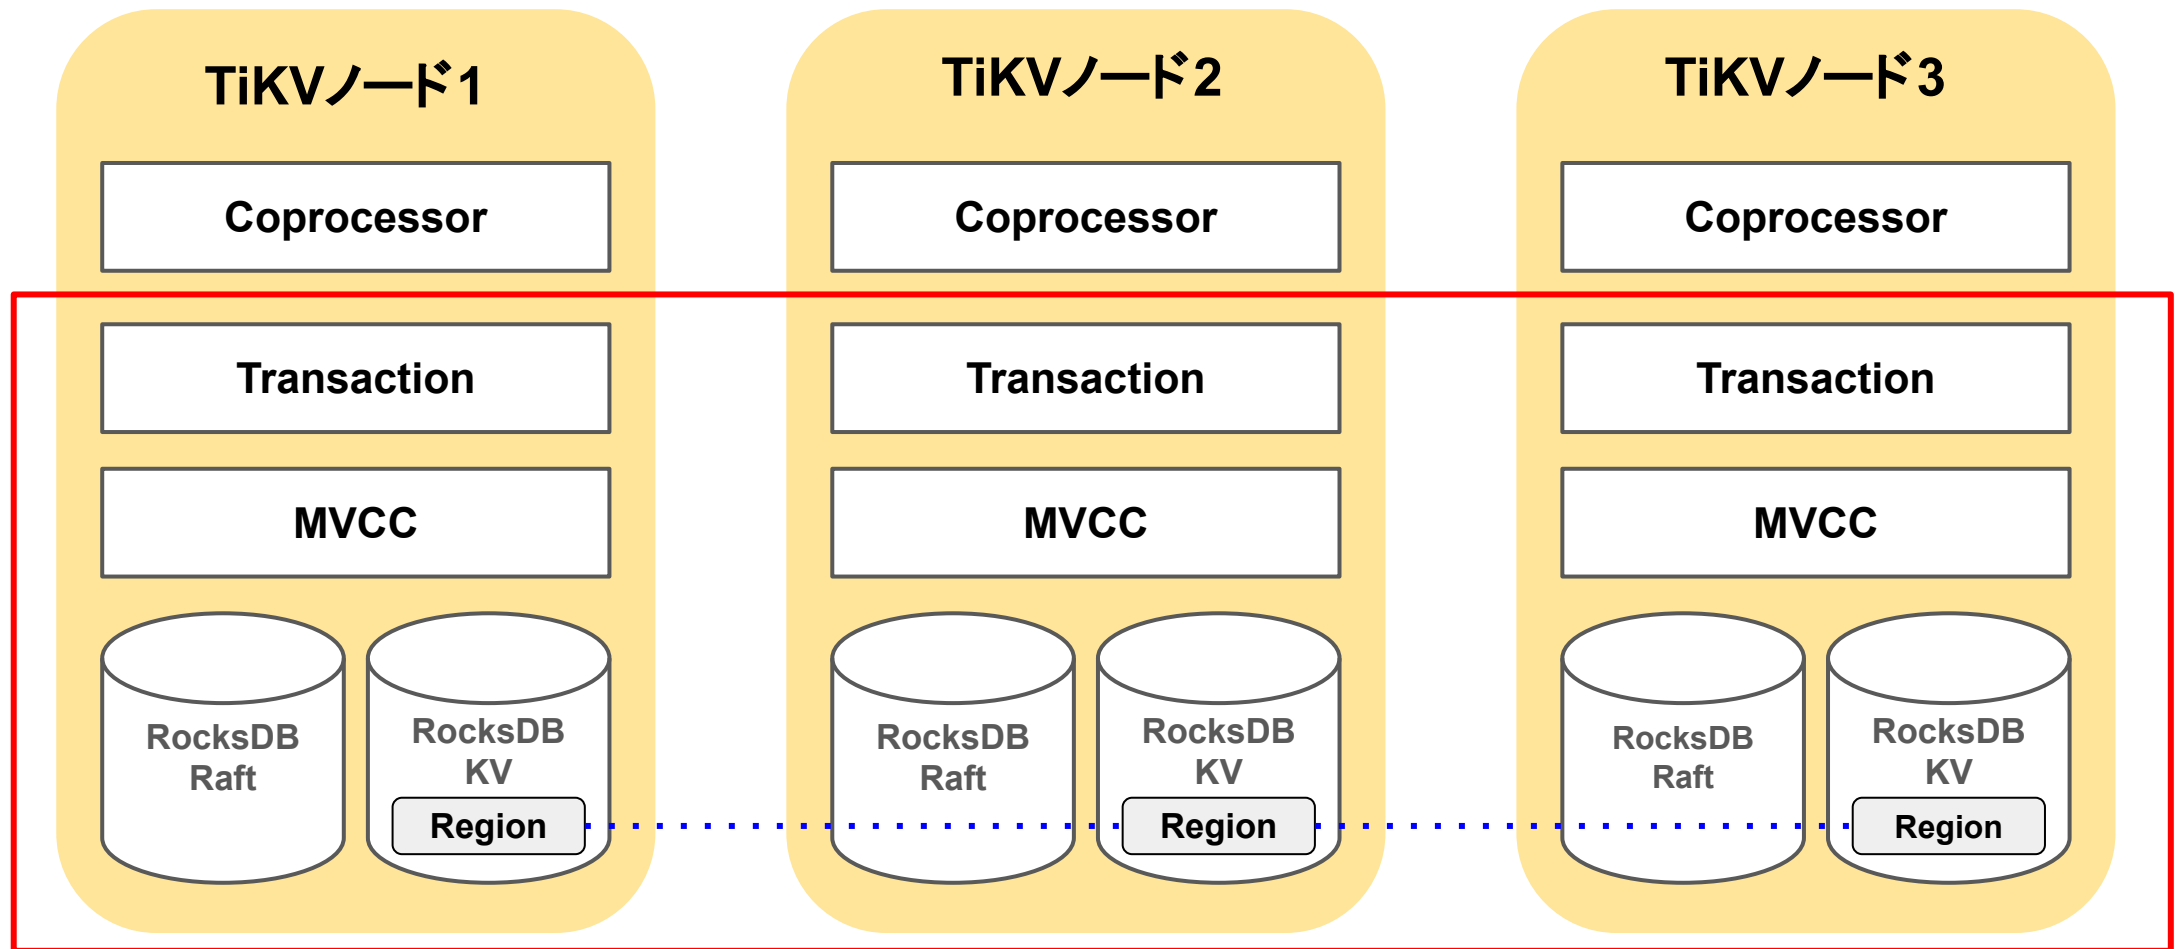 TiKVノード1
Coprocessor
Transaction
MVCC
RocksDB
Raft
RocksDB
KV
Region
TiKVノード2
Coprocessor
Transaction
MVCC
RocksDB
Raft
RocksDB
KV
Region
TiKVノード3
Coprocessor
Transaction
MVCC
RocksDB
Raft
RocksDB
KV
Region